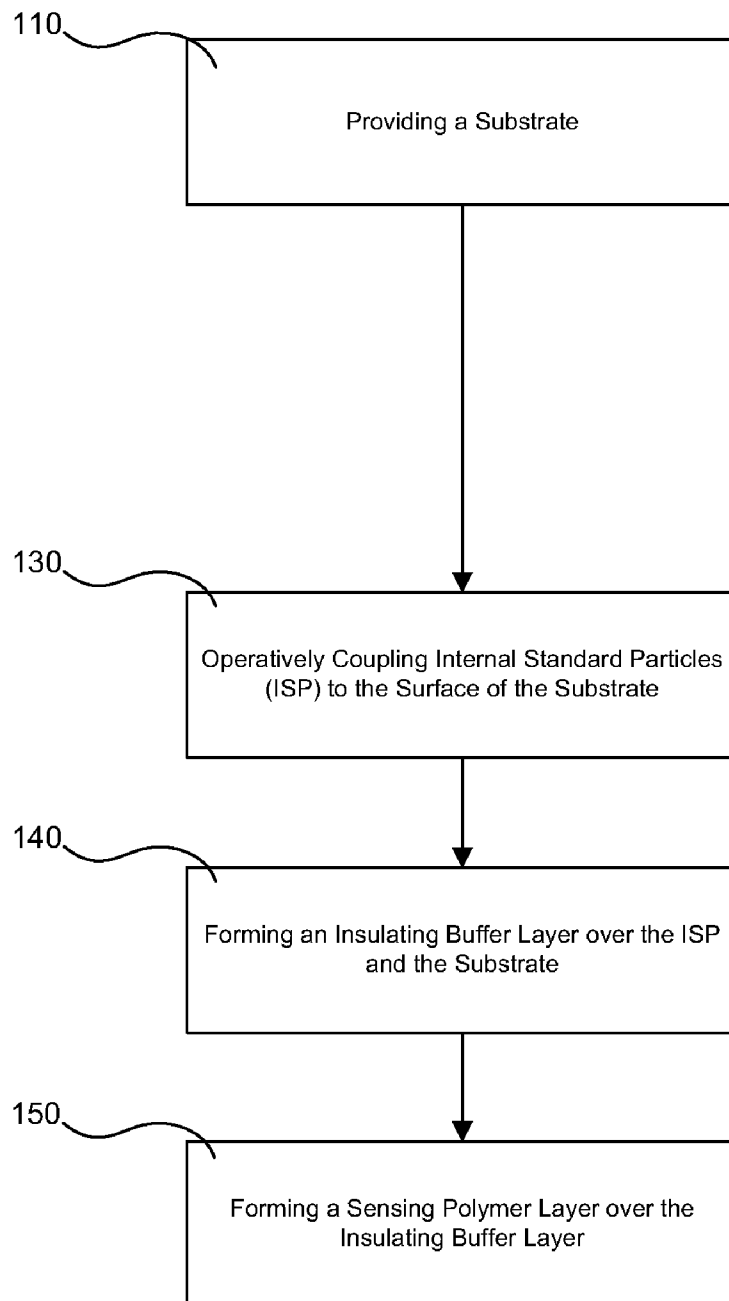 110
Providing a Substrate
130
Operatively Coupling Internal Standard Particles
(ISP) to the Surface of the Substrate
140
Forming an Insulating Buffer Layer over the ISP
and the Substrate
150
Forming a Sensing Polymer Layer over the
Insulating Buffer Layer